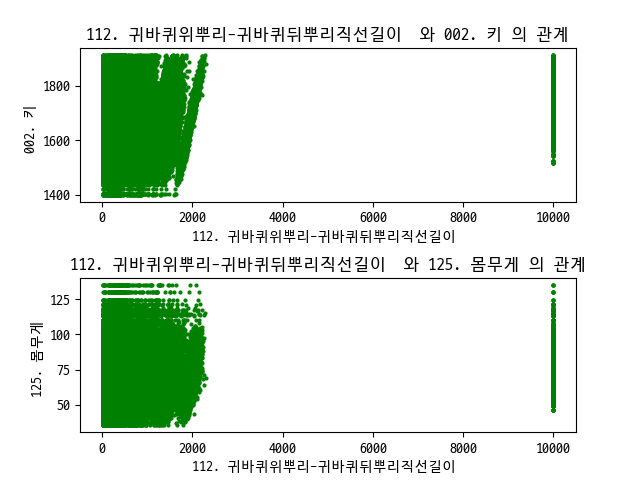 112. 귀바퀴위뿌리-귀바퀴뒤뿌리직선길이  와 002. 키 의 관계
002. 키
1800
1600
1400
0 2000 4000 6000 8000 10000
112. 귀바퀴위뿌리-귀바퀴뒤뿌리직선길이
112. 귀바퀴위뿌리-귀바퀴뒤뿌리직선길이  와 125. 몸무게 의 관계
125. 몸무게
125
100
75
50
0 2000 4000 6000 8000 10000
112. 귀바퀴위뿌리-귀바퀴뒤뿌리직선길이